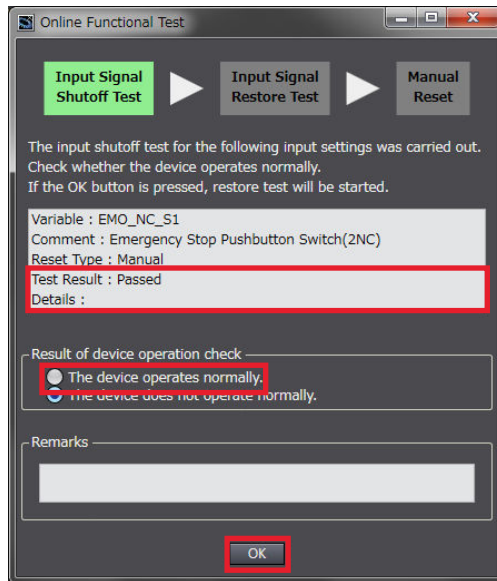 Online Functional Test
Input Signal
Shutoff Test
Input Signal
Restore Test
Manual
Reset
The input shutoff test for the following input settings was carried out.
Check whether the device operates normally.
If the OK button is pressed, restore test will be started.
Variable : EMO_NC_S1
Comment : Emergency Stop Pushbutton Switch(2NC)
Reset Type : Manual
Test Result : Passed
Details :
Result of device operation check
The device operates normally.
The device does not operate normally.
Remarks
OK